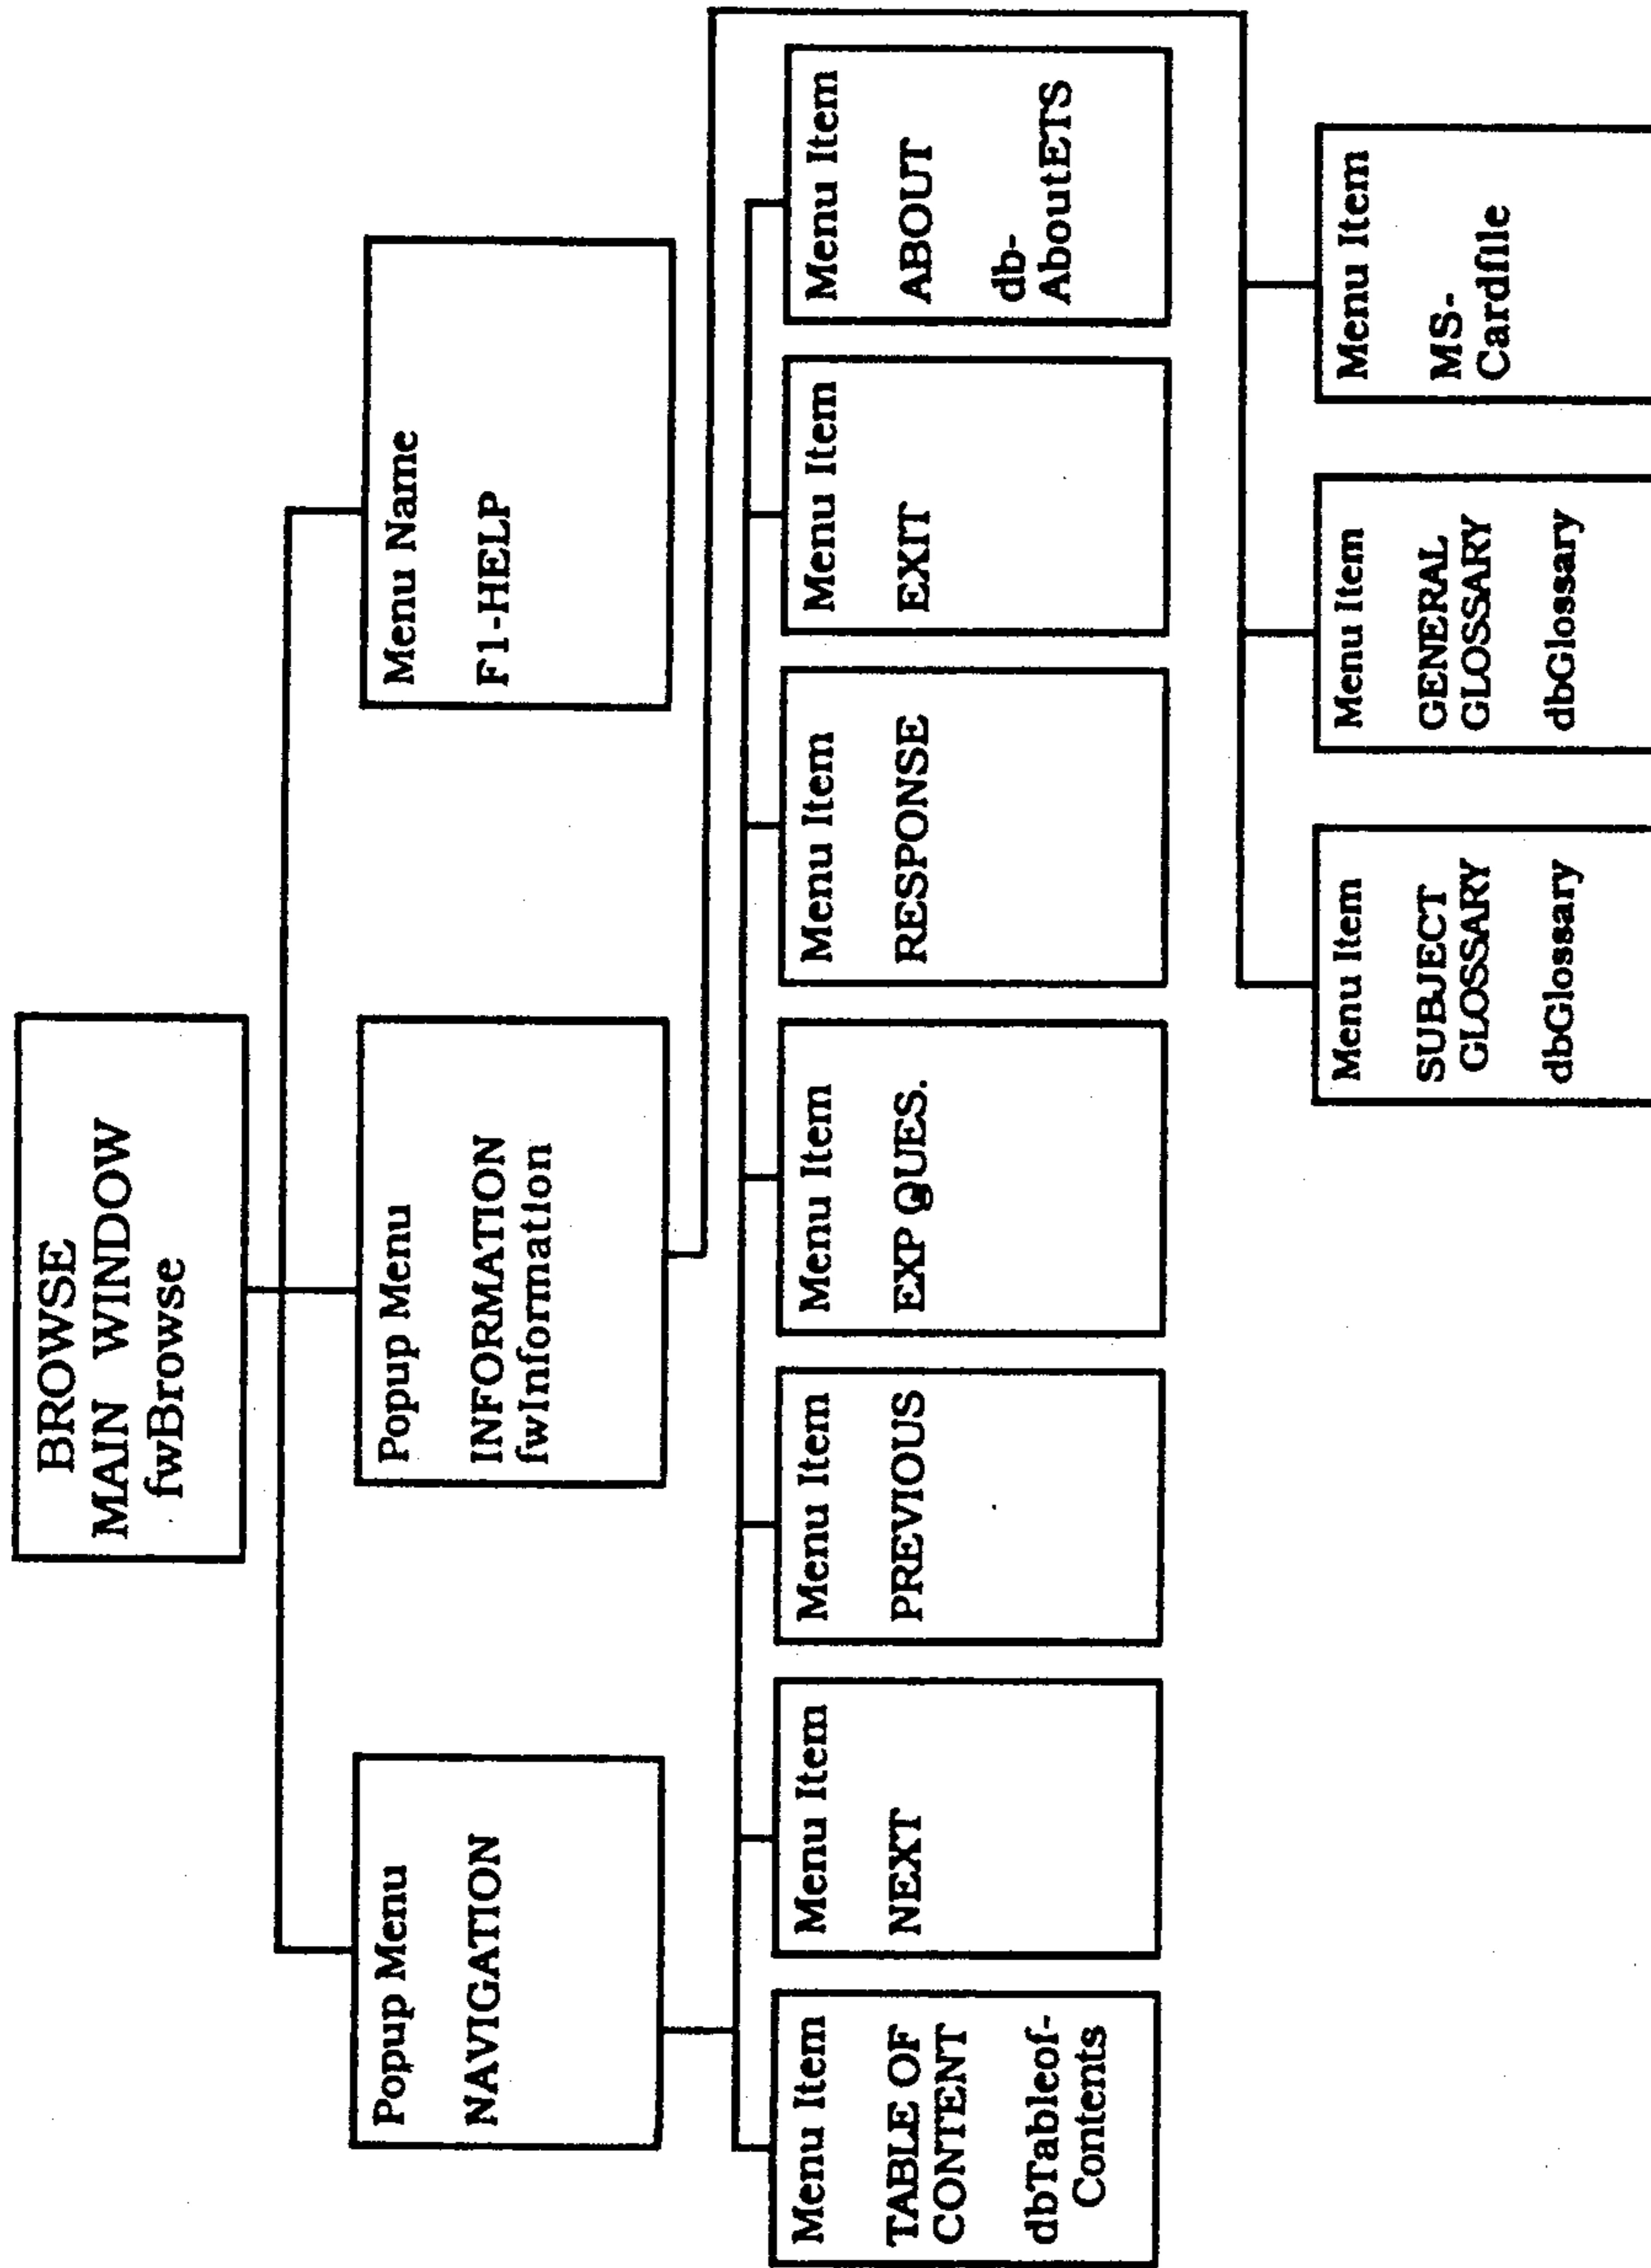 BROWSE
MAIN WINDOW
fwBrowse
Popup Menu
NAVIGATION
Popup Menu
INFORMATION
fwInformation
Menu Name
F1-HELP
Menu Item
TABLE OF
CONTENT
dbTableof-
Contents
Menu Item
NEXT
Menu Item
PREVIOUS
Menu Item
EXP QUES.
Menu Item
RESPONSE
Menu Item
EXIT
Menu Item
ABOUT
db-
AboutETS
Menu Item
SUBJECT
GLOSSARY
dbGlossary
Menu Item
GENERAL
GLOSSARY
dbGlossary
Menu Item
MS-
Cardfile